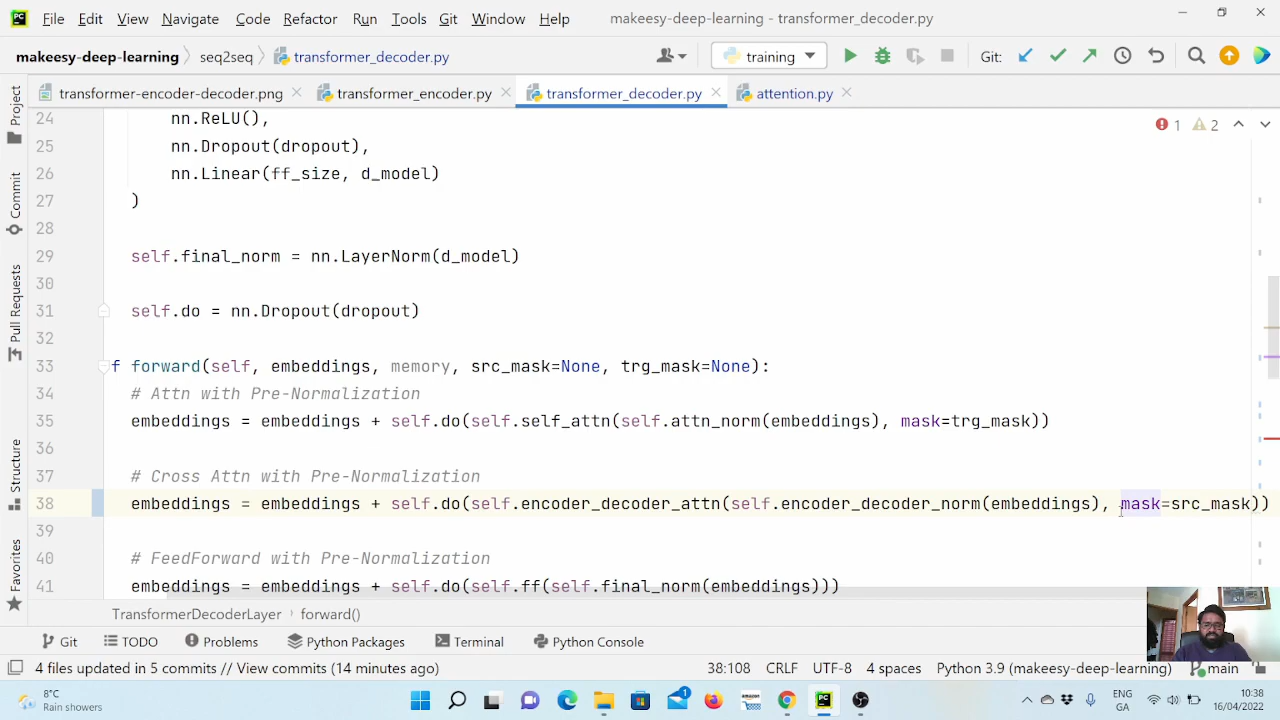 File Edit View Navigate Code Refactor Run Tools Git Window Help makeesy-deep-learning - transformer_decoder.py
makeesy-deep-learning seq2seq transformer_decoder.py training Git:
transformer-encoder-decoder.png transformer_encoder.py transformer_decoder.py attention.py
Project
Commit
Pull Requests
Structure
Favorites
1 2
24 nn.ReLU(),
25 nn.Dropout(dropout),
26 nn.Linear(ff_size, d_model)
27 )
28
29 self.final_norm = nn.LayerNorm(d_model)
30
31 self.do = nn.Dropout(dropout)
32
33 f forward(self, embeddings, memory, src_mask=None, trg_mask=None):
34 # Attn with Pre-Normalization
35 embeddings = embeddings + self.do(self.self_attn(self.attn_norm(embeddings), mask=trg_mask))
36
37 # Cross Attn with Pre-Normalization
38 embeddings = embeddings + self.do(self.encoder_decoder_attn(self.encoder_decoder_norm(embeddings), mask=src_mask))
39
40 # FeedForward with Pre-Normalization
41 embeddings = embeddings + self.do(self.ff(self.final_norm(embeddings)))
TransformerDecoderLayer forward()
Git TODO Problems Python Packages Terminal Python Console
4 files updated in 5 commits // View commits (14 minutes ago) 38:108 CRLF UTF-8 4 spaces Python 3.9 (makeesy-deep-learning) main
8°C
Rain showers
amazon
1
ENG
GA
10:38
16/04/2022